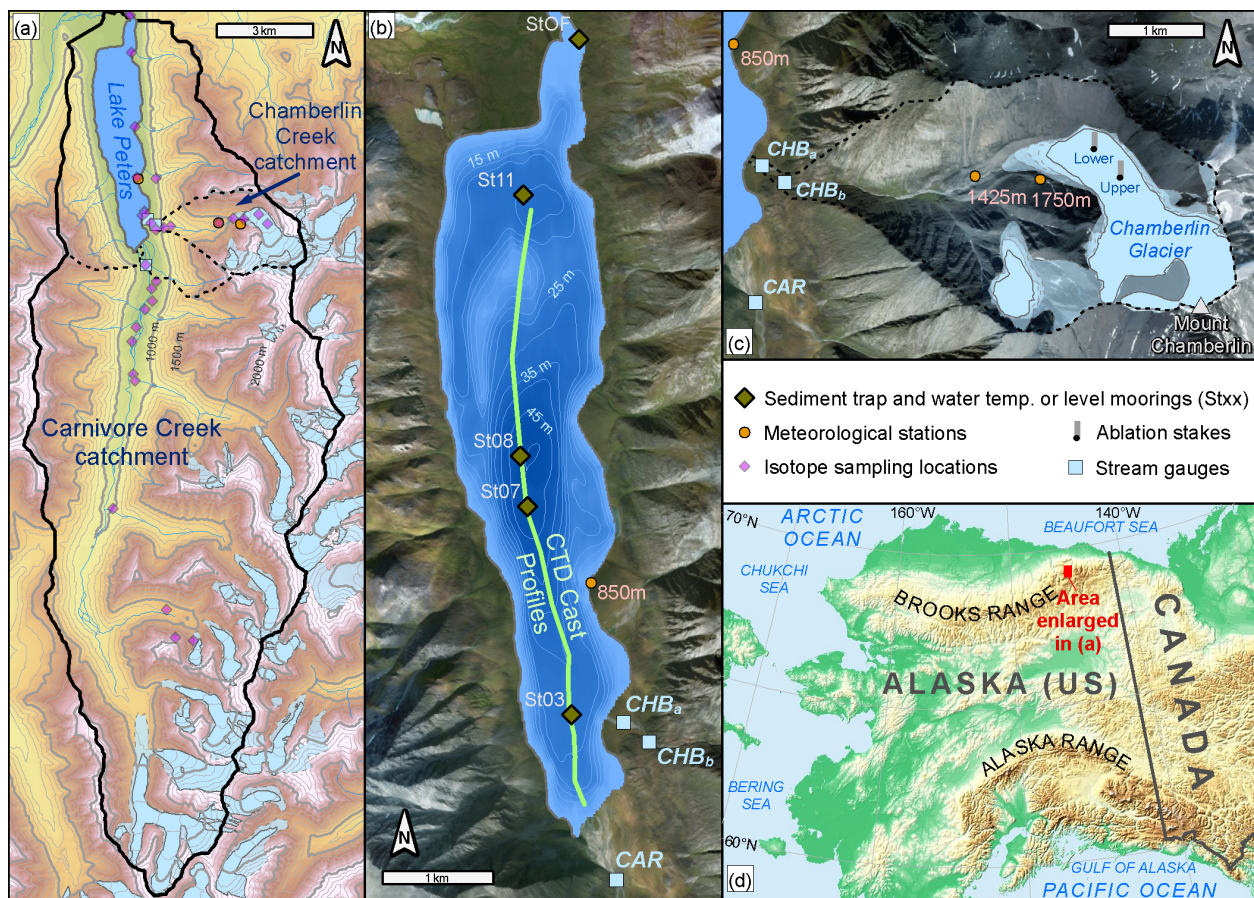 (a)
3 km
N
Lake Peters
Chamberlin
Creek
catchment
1000 m
1500 m
2000 m
Carnivore Creek
catchment
(b)
StOF
15 m
St11
25 m
35 m
45 m
St08
St07
CTD Cast
Profiles
850m
St03
CHBa
CHBb
CAR
N
1 km
850m
1 km
N
CHBa
CHBb
Lower
Upper
1425m
1750m
Chamberlin
Glacier
CAR
Mount
Chamberlin
(c)
Sediment trap and water temp. or level moorings (Stxx)
Meteorological stations
Ablation stakes
Isotope sampling locations
Stream gauges
70°N
ARCTIC
OCEAN
160°W
140°W
BEAUFORT SEA
CHUKCHI
SEA
BROOKS RANGE
Area
enlarged
in (a)
CANADA
ALASKA (US)
ALASKA RANGE
BERING
SEA
60°N
GULF OF ALASKA
(d)
PACIFIC OCEAN